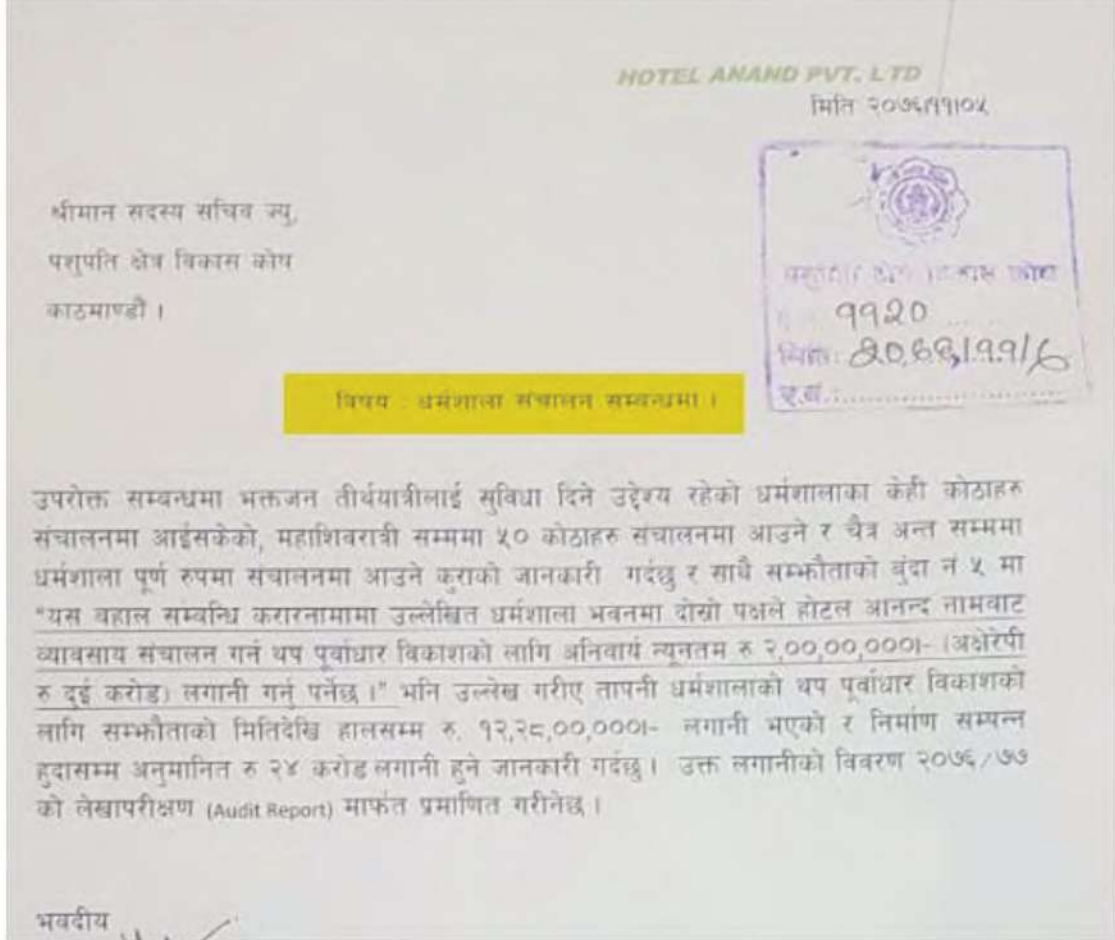 HOTEL ANAND PVT. LTD
मिति २०७६।११।०५
श्रीमान सदस्य सचिव ज्यु,
पशुपति क्षेत्र विकास कोष
काठमाण्डौ ।
११२०
मिति:
विषय : धर्मशाला संचालन सम्बन्धमा ।
उपरोक्त सम्बन्धमा भक्तजन तीर्थयात्रीलाई सुविधा दिने उद्देश्य रहेको धर्मशालाका केही कोठाहरु
संचालनमा आईसकेको, महाशिवरात्री सम्ममा ५० कोठाहरु संचालनमा आउने र चैत्र अन्त सम्ममा
धर्मशाला पूर्ण रुपमा संचालनमा आउने कुराको जानकारी गर्दछु र साथै सम्झौताको बुंदा नं ५ मा
"यस बहाल सम्बन्धि करारनामामा उल्लेखित धर्मशाला भवनमा दोस्रो पक्षले होटल आनन्द नामबाट
व्यावसाय संचालन गर्न थप पूर्वाधार विकाशको लागि अनिवार्य न्यूनतम रु २,००,००,०००।- (अक्षेरेपी
रु दुई करोड) लगानी गर्नु पर्नेछ ।" भनि उल्लेख गरीए तापनी धर्मशालाको थप पूर्वाधार विकाशको
लागि सम्झौताको मितिदेखि हालसम्म रु. १२,२८,००,०००।- लगानी भएको र निर्माण सम्पन्न
हुदासम्म अनुमानित रु २४ करोड लगानी हुने जानकारी गर्दछु । उक्त लगानीको विवरण २०७६/७७
को लेखापरीक्षण (Audit Report) मार्फत प्रमाणित गरीनेछ ।
भवदीय